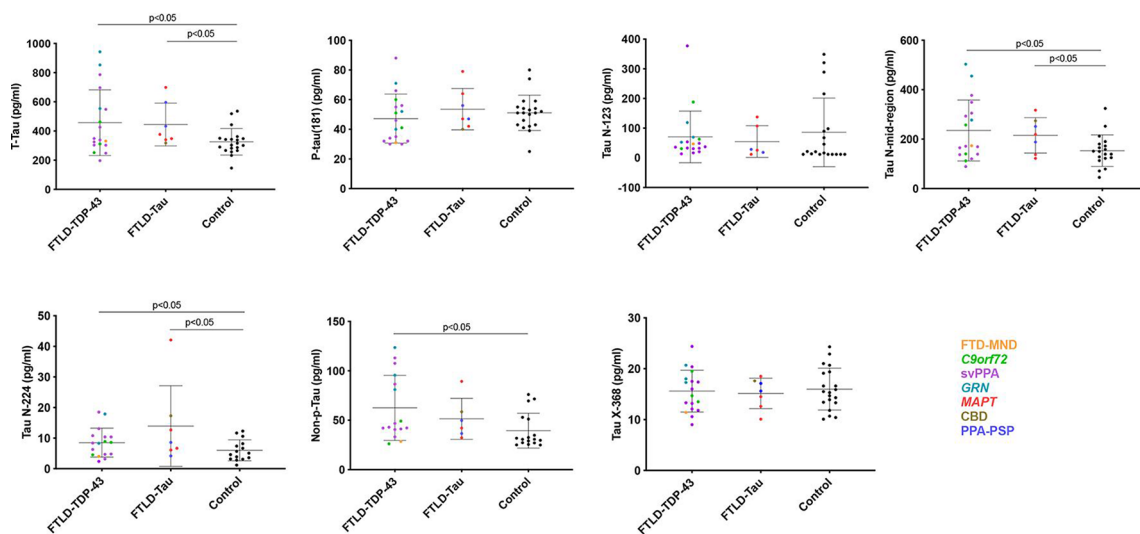 p<0.05
p<0.05
T-Tau (pg/ml)
1000
800
600
400
200
0
FTLD-TDP-43
FTLD-Tau
Control
P-tau(181) (pg/ml)
100
80
60
40
20
0
FTLD-TDP-43
FTLD-Tau
Control
Tau N-123 (pg/ml)
400
300
200
100
0
-100
FTLD-TDP-43
FTLD-Tau
Control
p<0.05
p<0.05
Tau N-mid-region (pg/ml)
600
400
200
0
FTLD-TDP-43
FTLD-Tau
Control
p<0.05
p<0.05
Tau N-224 (pg/ml)
50
40
30
20
10
0
FTLD-TDP-43
FTLD-Tau
Control
p<0.05
Non-p-Tau (pg/ml)
150
100
50
0
FTLD-TDP-43
FTLD-Tau
Control
Tau X-368 (pg/ml)
30
20
10
0
FTLD-TDP-43
FTLD-Tau
Control
FTD-MND
C9orf72
svPPA
GRN
MAPT
CBD
PPA-PSP